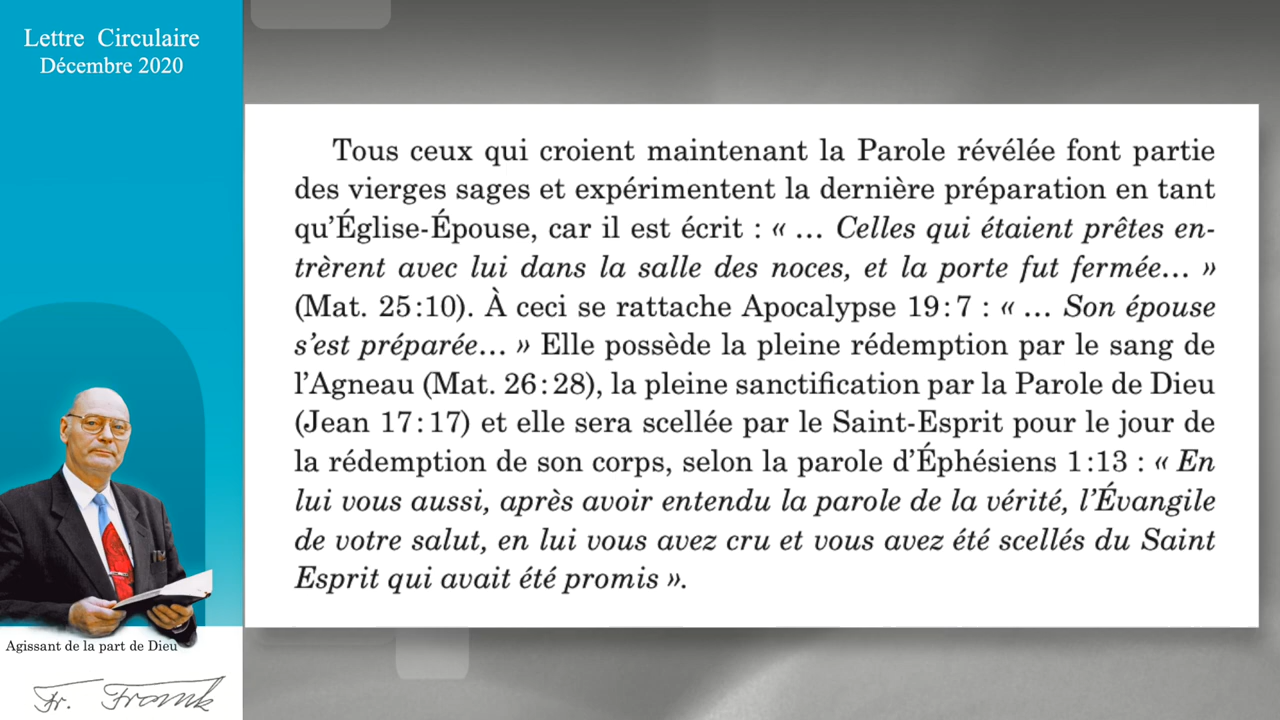 Lettre Circulaire
Décembre 2020
Tous ceux qui croient maintenant la Parole révélée font partie
des vierges sages et expérimentent la dernière préparation en tant
qu’Église-Épouse, car il est écrit : « … Celles qui étaient prêtes en-
trèrent avec lui dans la salle des noces, et la porte fut fermée… »
(Mat. 25:10). À ceci se rattache Apocalypse 19:7 : « … Son épouse
s’est préparée… » Elle possède la pleine rédemption par le sang de
l’Agneau (Mat. 26:28), la pleine sanctification par la Parole de Dieu
(Jean 17:17) et elle sera scellée par le Saint-Esprit pour le jour de
la rédemption de son corps, selon la parole d’Éphésiens 1:13 : « En
lui vous aussi, après avoir entendu la parole de la vérité, l’Évangile
de votre salut, en lui vous avez cru et vous avez été scellés du Saint
Esprit qui avait été promis ».
Agissant de la part de Dieu
Fr. Frank